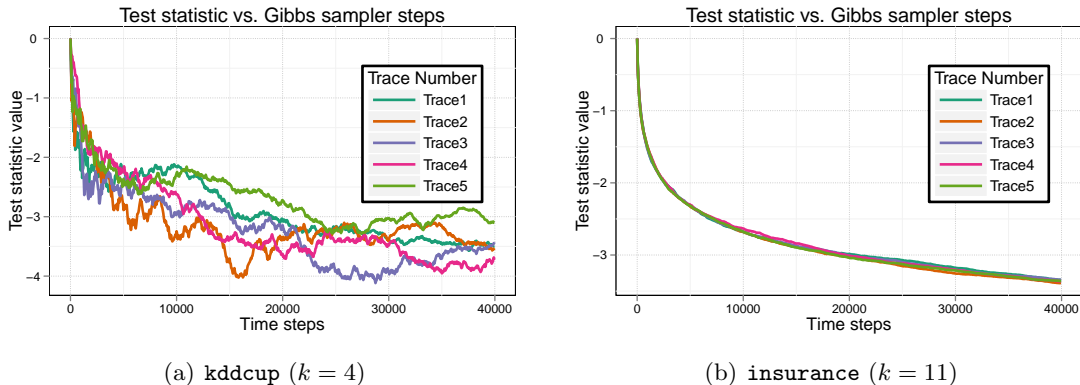 Test statistic vs. Gibbs sampler steps
0
−1
−2
−3
−4
Test statistic value
Trace Number
Trace1
Trace2
Trace3
Trace4
Trace5
0 10000 20000 30000 40000
Time steps
(a) kddcup (k = 4)
Test statistic vs. Gibbs sampler steps
0
−1
−2
−3
Test statistic value
Trace Number
Trace1
Trace2
Trace3
Trace4
Trace5
0 10000 20000 30000 40000
Time steps
(b) insurance (k = 11)